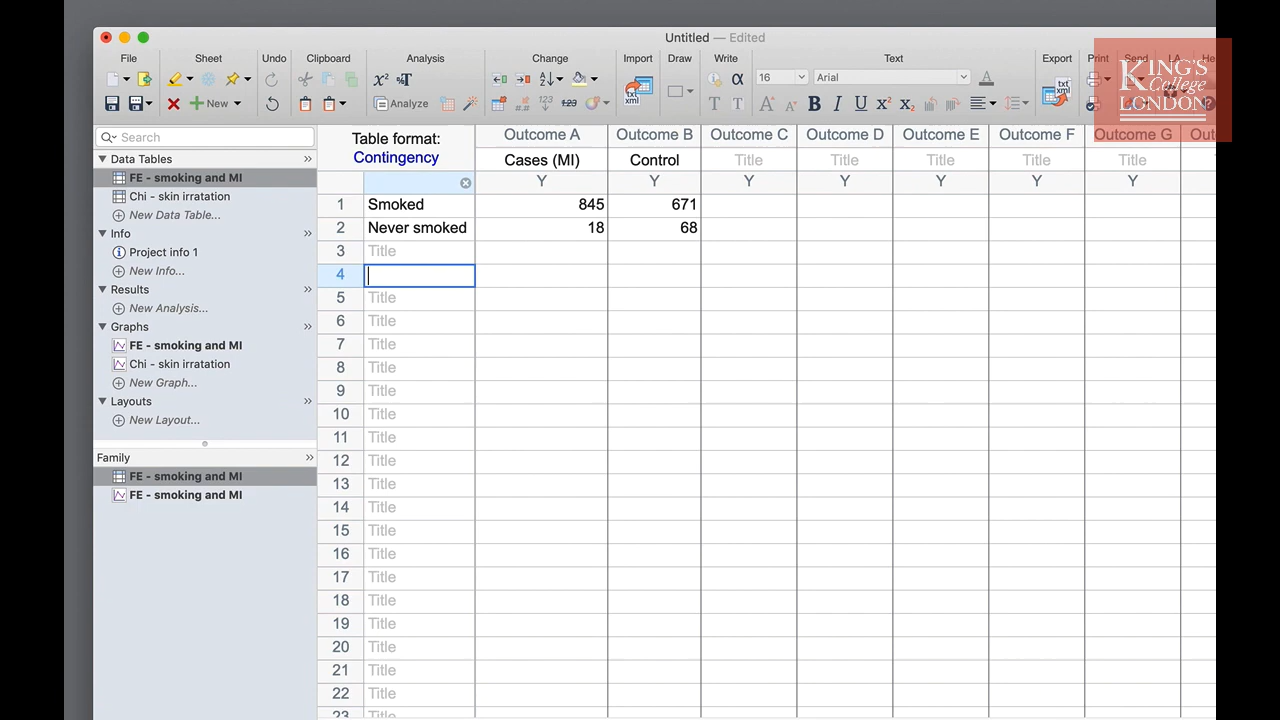 Untitled — Edited
File Sheet Undo Clipboard Analysis Change Import Draw Write Text Export Print Send LA He
16 Arial
New Analyze B I U
KING'S
College
LONDON
Search
Data Tables
FE - smoking and MI
Chi - skin irratation
New Data Table...
Info
Project info 1
New Info...
Results
New Analysis...
Graphs
FE - smoking and MI
Chi - skin irratation
New Graph...
Layouts
New Layout...
Family
FE - smoking and MI
FE - smoking and MI
Table format:
Contingency
Outcome A Outcome B Outcome C Outcome D Outcome E Outcome F Outcome G Outc
Cases (MI) Control Title Title Title Title Title
Y Y Y Y Y Y Y
1 Smoked 845 671
2 Never smoked 18 68
3 Title
4
5 Title
6 Title
7 Title
8 Title
9 Title
10 Title
11 Title
12 Title
13 Title
14 Title
15 Title
16 Title
17 Title
18 Title
19 Title
20 Title
21 Title
22 Title
23 Title